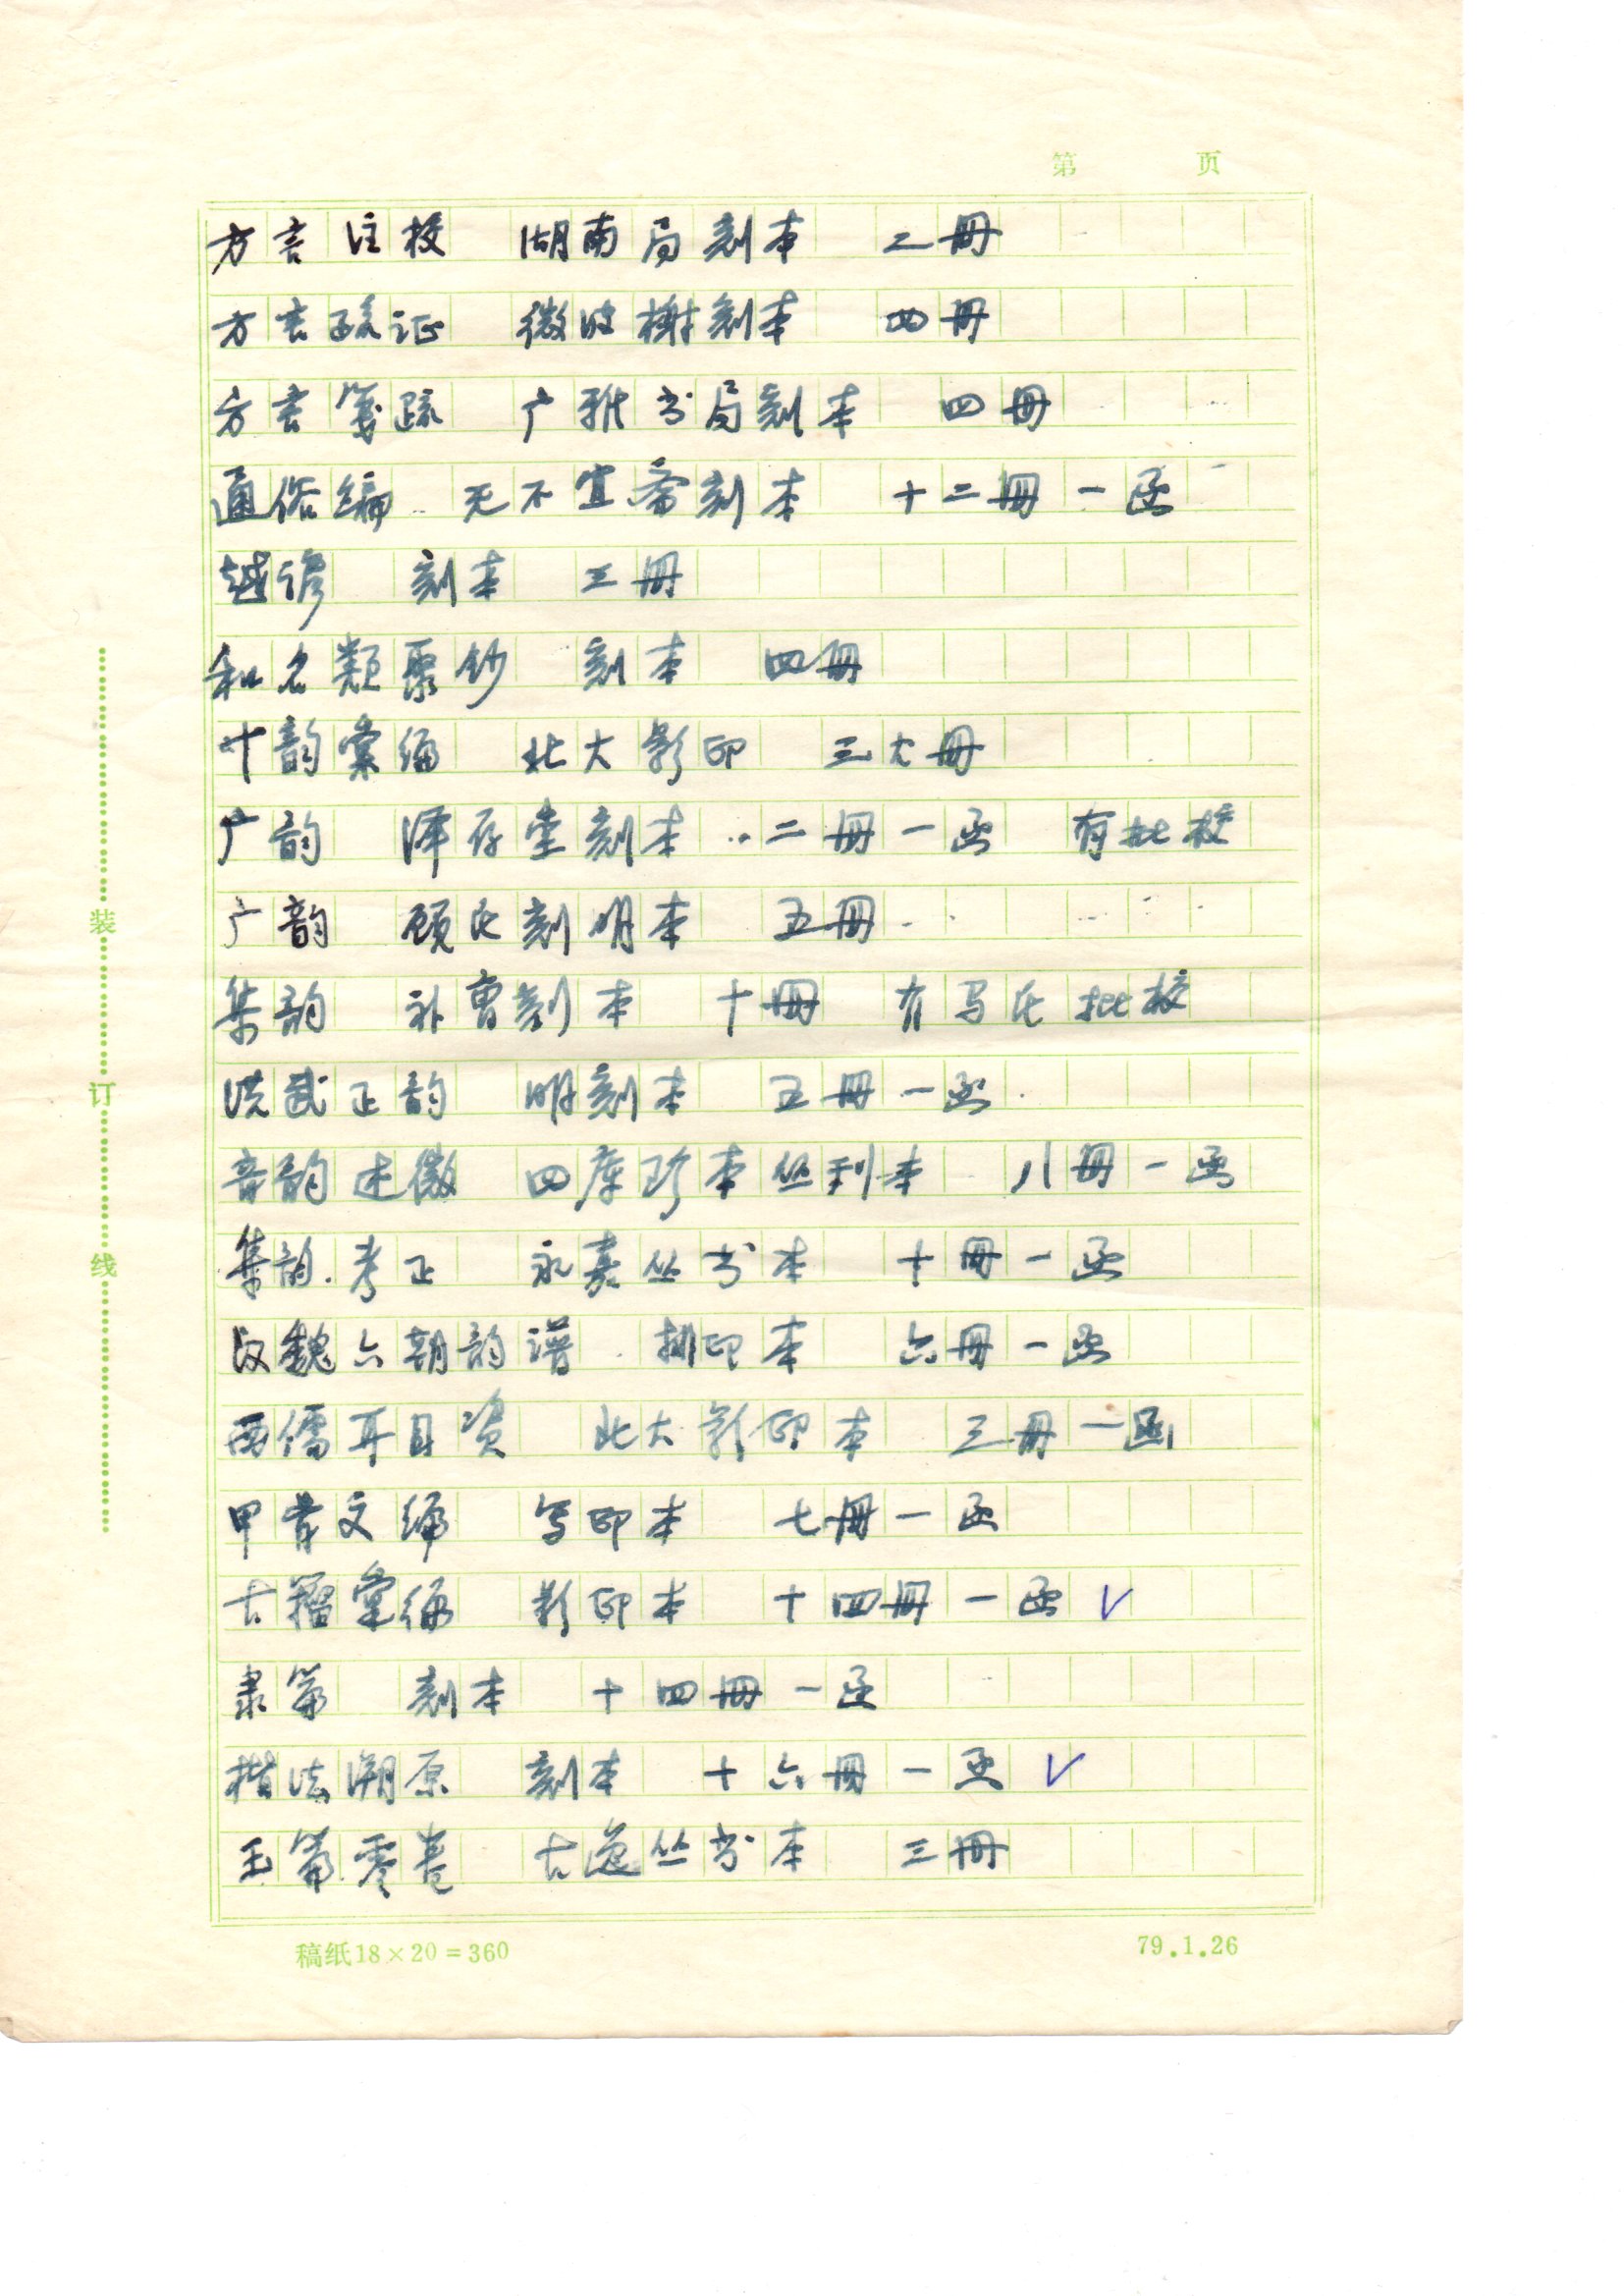 第 页
方言注校 湖南局刻本 二册
方言疏证 微波榭刻本 四册
方言笺疏 广雅书局刻本 四册
通俗编 无不宜斋刻本 十二册一函
越谚 刻本 三册
和名类聚钞 刻本 四册
十韵汇编 北大影印 三大册
广韵 泽存堂刻本 二册一函 有批校
广韵 顾氏刻明本 五册
集韵 补曹刻本 十册 有马氏批校
洪武正韵 明刻本 五册一函
音韵述微 四库珍本丛刊本 八册一函
集韵考正 永嘉丛书本 十册一函
汉魏六朝韵谱 排印本 六册一函
西儒耳目资 北大影印本 三册一函
甲骨文编 写印本 七册一函
古籀汇编 影印本 十四册一函 √
隶篇 刻本 十四册一函
楷法溯原 刻本 十六册一函 √
玉篇零卷 古逸丛书本 三册
装订线
稿纸18×20=360
79.1.26